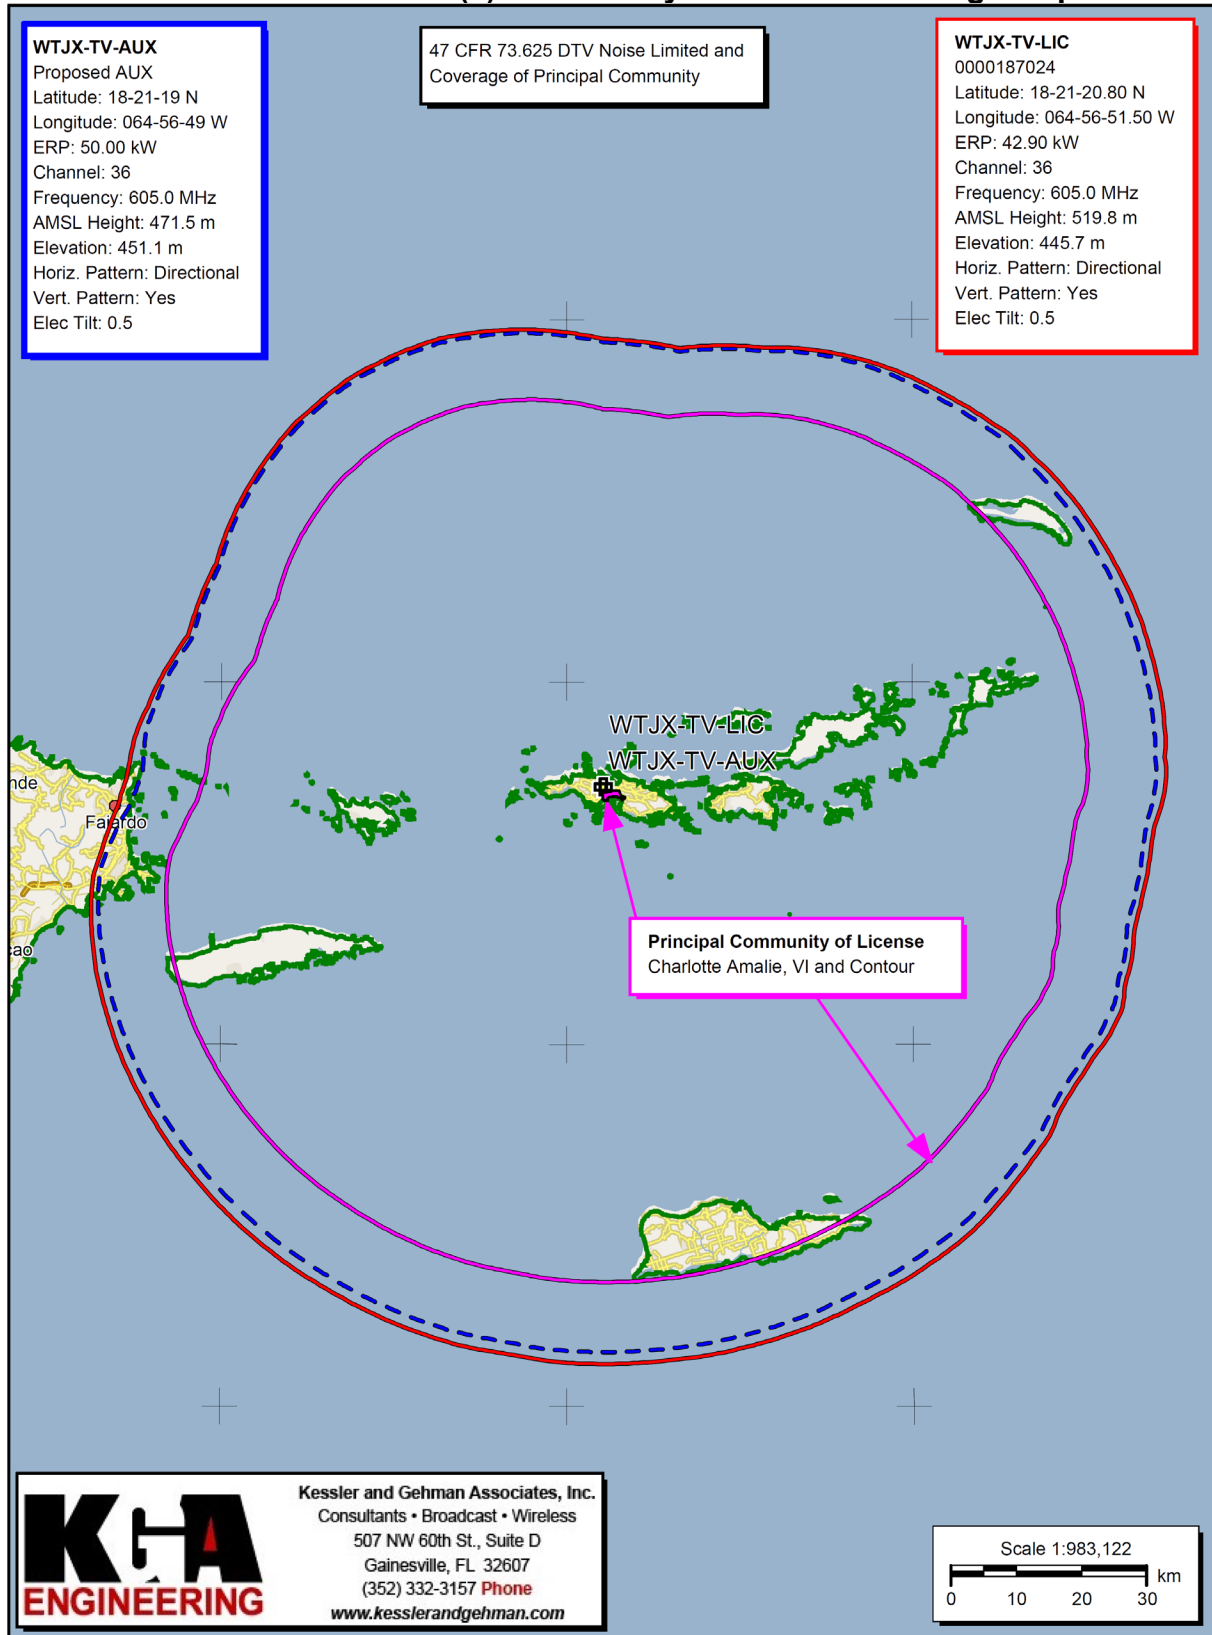 WTJX-TV-AUX
Proposed AUX
Latitude: 18-21-19 N
Longitude: 064-56-49 W
ERP: 50.00 kW
Channel: 36
Frequency: 605.0 MHz
AMSL Height: 471.5 m
Elevation: 451.1 m
Horiz. Pattern: Directional
Vert. Pattern: Yes
Elec Tilt: 0.5
47 CFR 73.625 DTV Noise Limited and
Coverage of Principal Community
WTJX-TV-LIC
0000187024
Latitude: 18-21-20.80 N
Longitude: 064-56-51.50 W
ERP: 42.90 kW
Channel: 36
Frequency: 605.0 MHz
AMSL Height: 519.8 m
Elevation: 445.7 m
Horiz. Pattern: Directional
Vert. Pattern: Yes
Elec Tilt: 0.5
WTJX-TV-LIC
WTJX-TV-AUX
nde
Fajardo
ao
Principal Community of License
Charlotte Amalie, VI and Contour
KGA
ENGINEERING
Kessler and Gehman Associates, Inc.
Consultants • Broadcast • Wireless
507 NW 60th St., Suite D
Gainesville, FL 32607
(352) 332-3157 Phone
www.kesslerandgehman.com
Scale 1:983,122
km
0 10 20 30